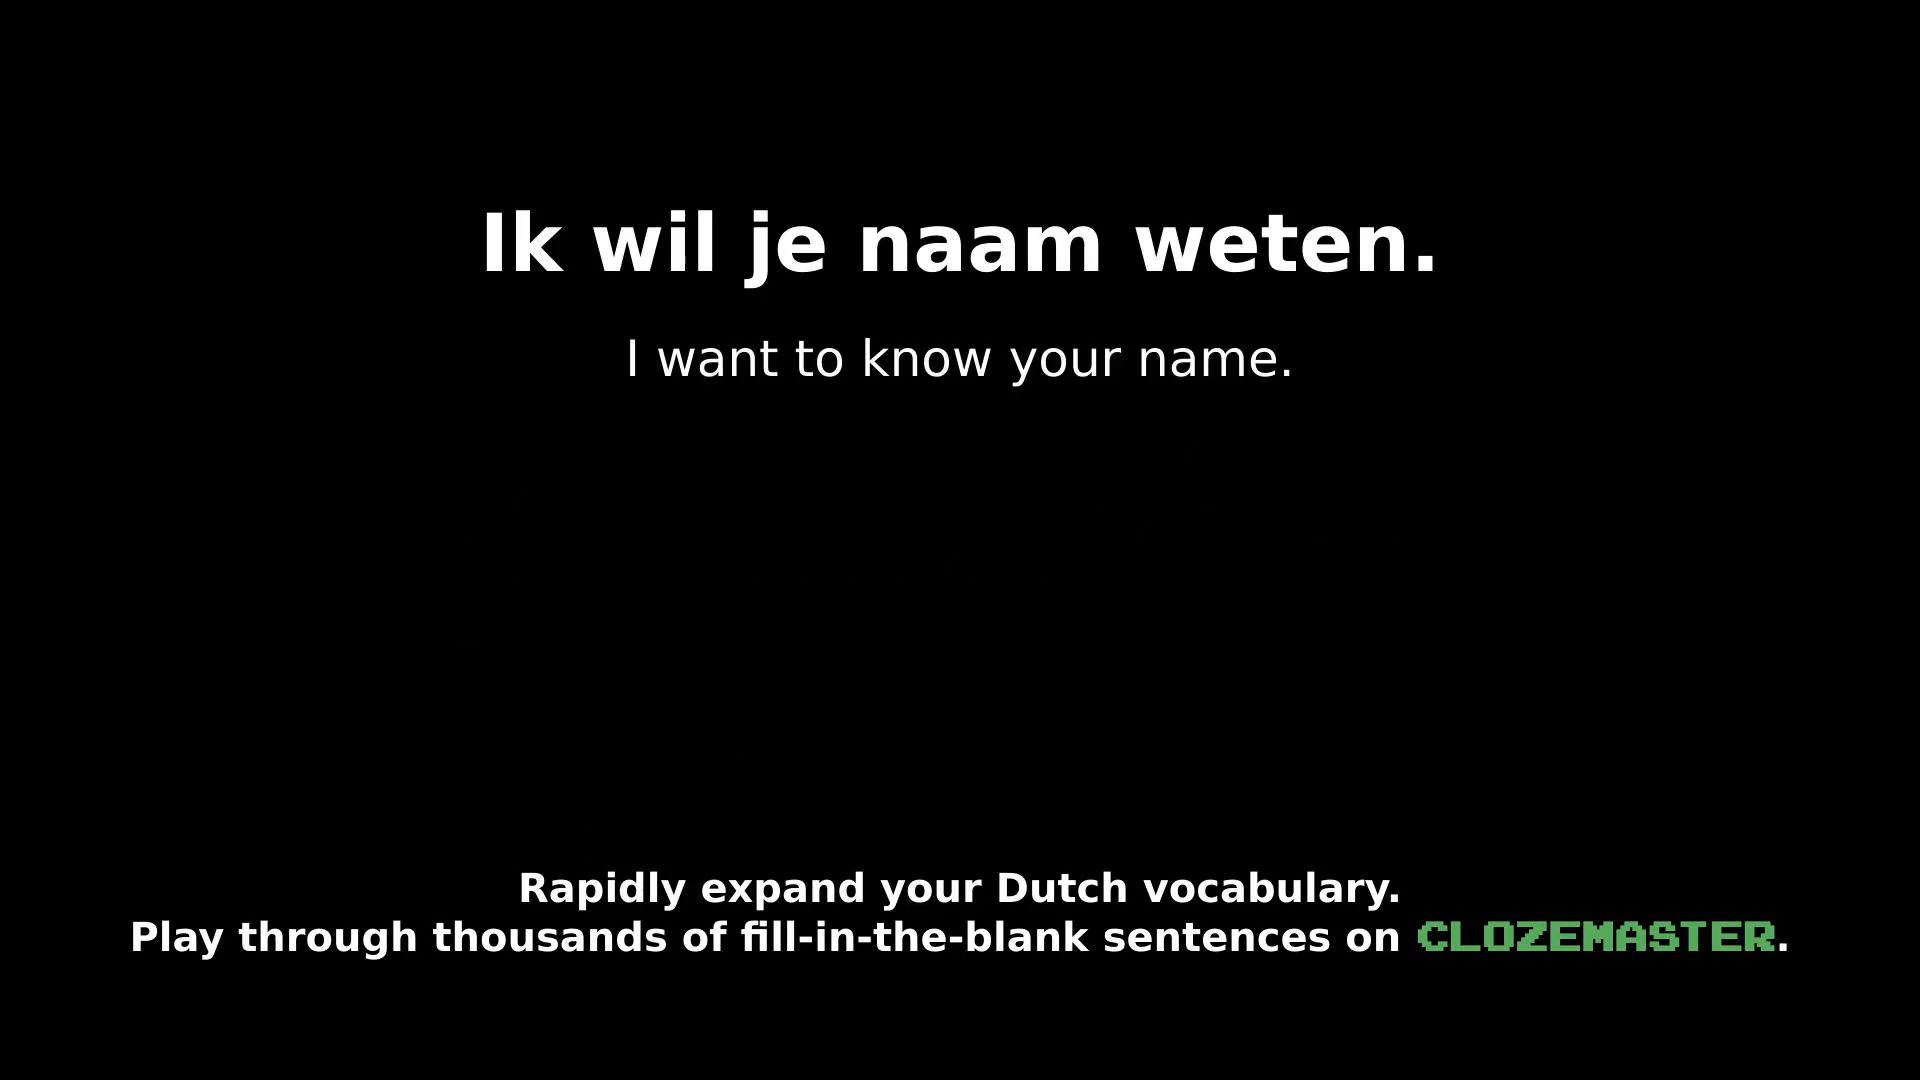 Ik wil je naam weten.
I want to know your name.
Rapidly expand your Dutch vocabulary.
Play through thousands of fill-in-the-blank sentences on CLOZEMASTER.